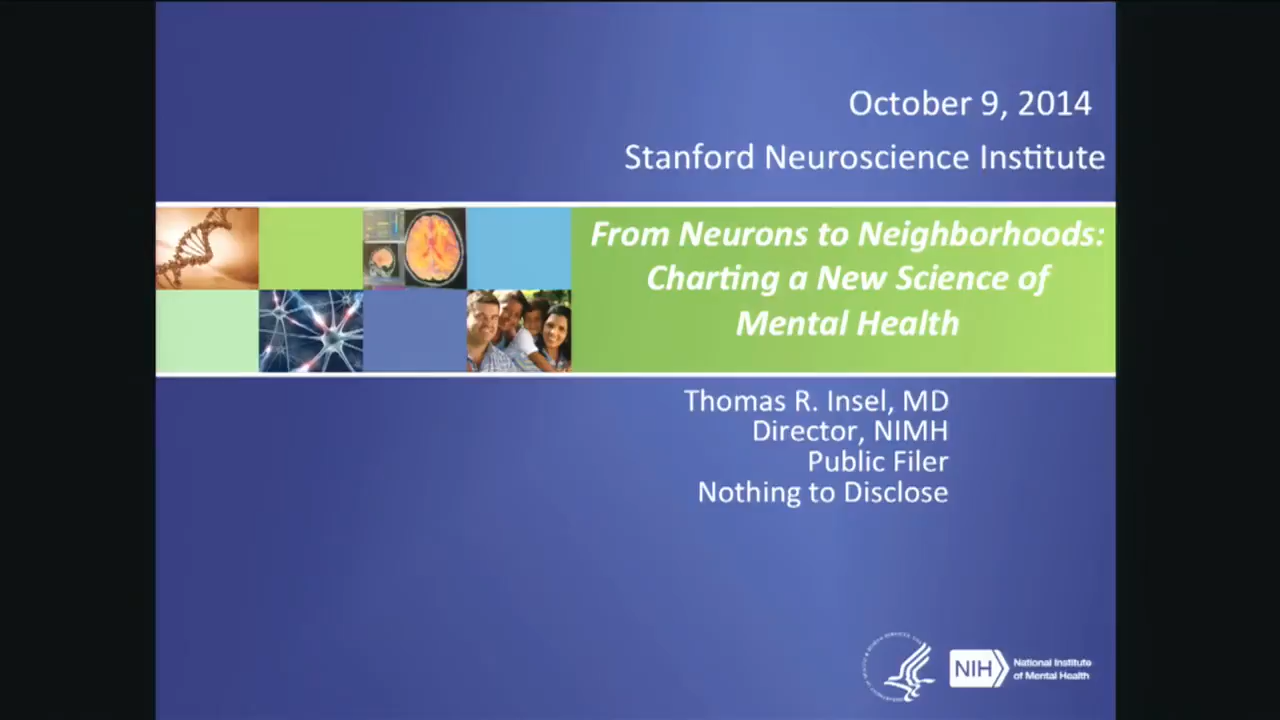 October 9, 2014
Stanford Neuroscience Institute
From Neurons to Neighborhoods:
Charting a New Science of
Mental Health
Thomas R. Insel, MD
Director, NIMH
Public Filer
Nothing to Disclose
NIH
National Institute
of Mental Health